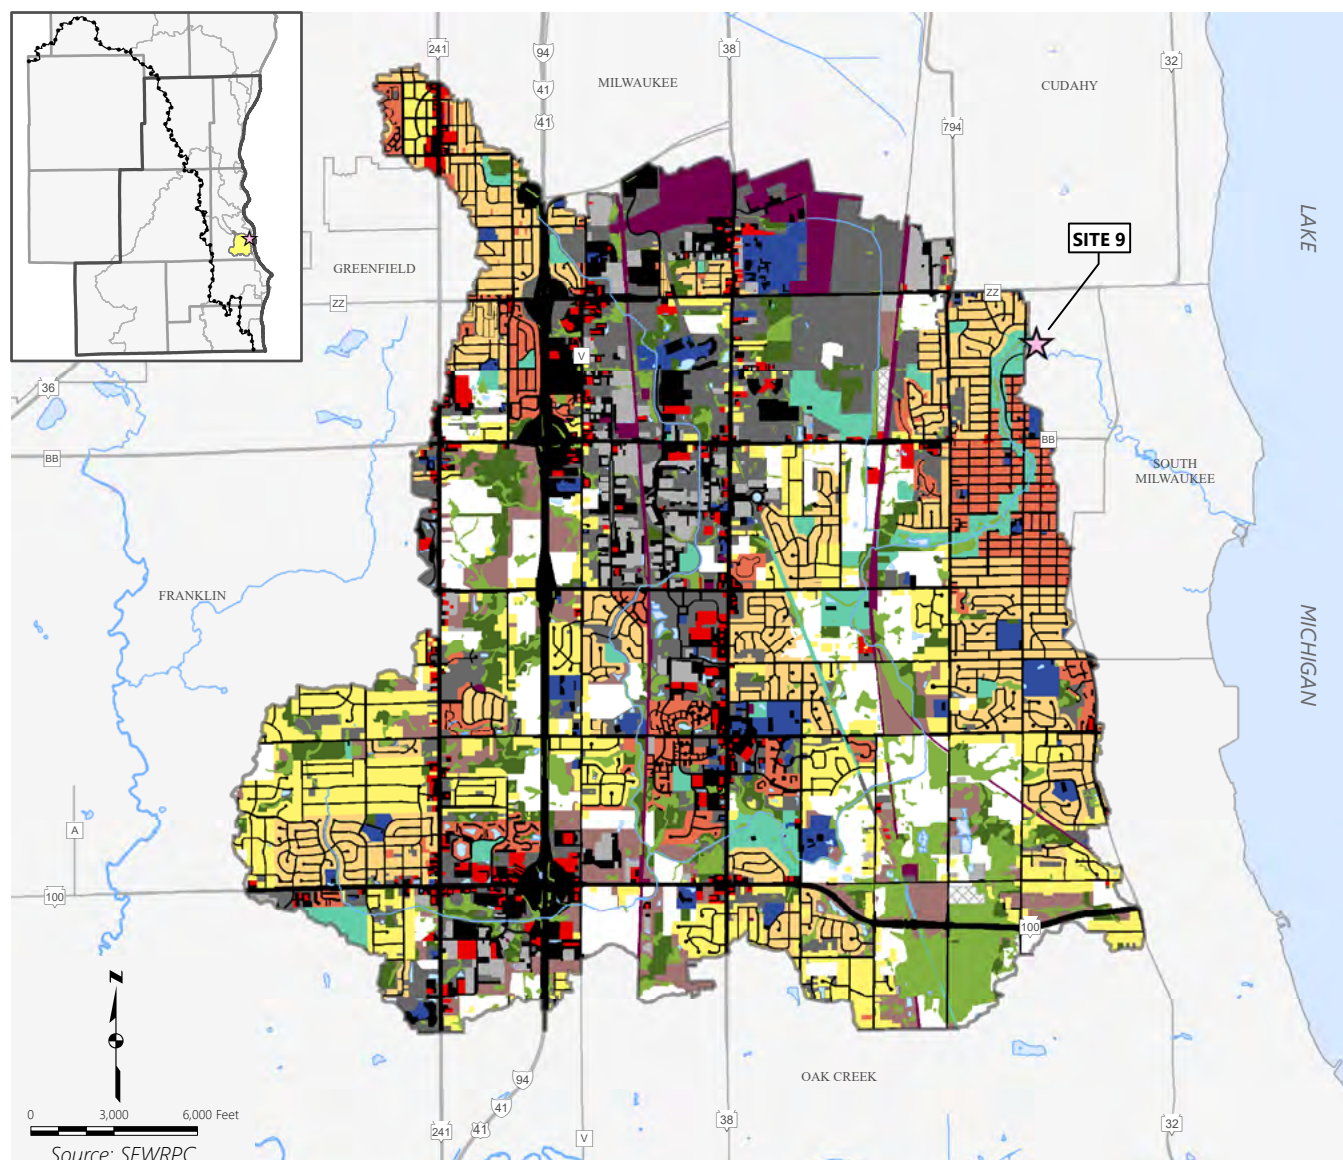 241
94
41
41
38
32
MILWAUKEE
CUDAHY
794
LAKE
SITE 9
GREENFIELD
ZZ
ZZ
V
36
BB
BB
SOUTH
MILWAUKEE
FRANKLIN
MICHIGAN
A
100
100
N
OAK CREEK
94
41
41
0 3,000 6,000 Feet
241
V
38
32
Source: SEWRPC